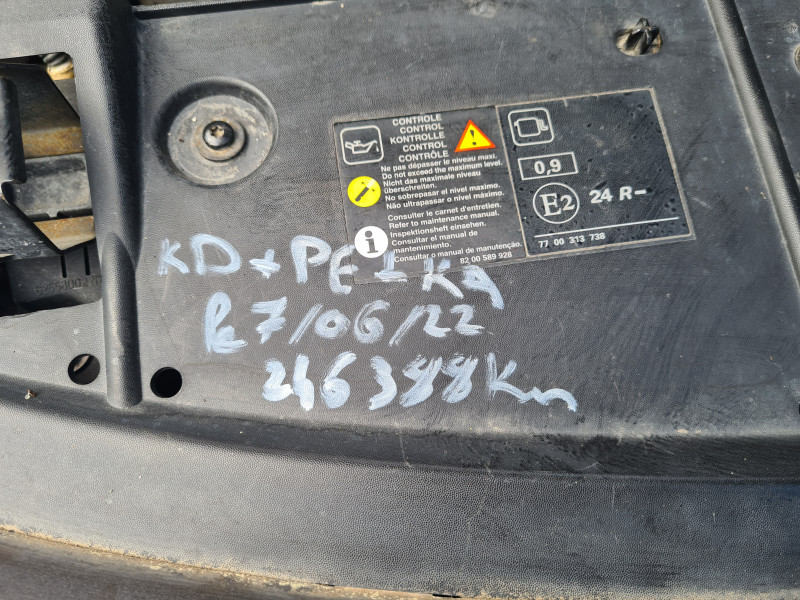 CONTROLE
CONTROL
KONTROLLE
CONTROL
CONTRÔLE
Ne pas dépasser le niveau maxi.
Do not exceed the maximum level.
Nicht das maximale niveau
überschreiten.
No sobrepasar el nivel maximo.
Não ultrapassar o nivel máximo.
Consulter le carnet d'entretien.
Refer to maintenance manual.
Inspektionsheft einsehen.
Consultar el manual de
mantenimiento.
Consultar o manual de manutenção.
82 00 589 928
0,9
E2
24 R-
77 00 313 738
KD + PE - KA
7/06/22
246388 Km